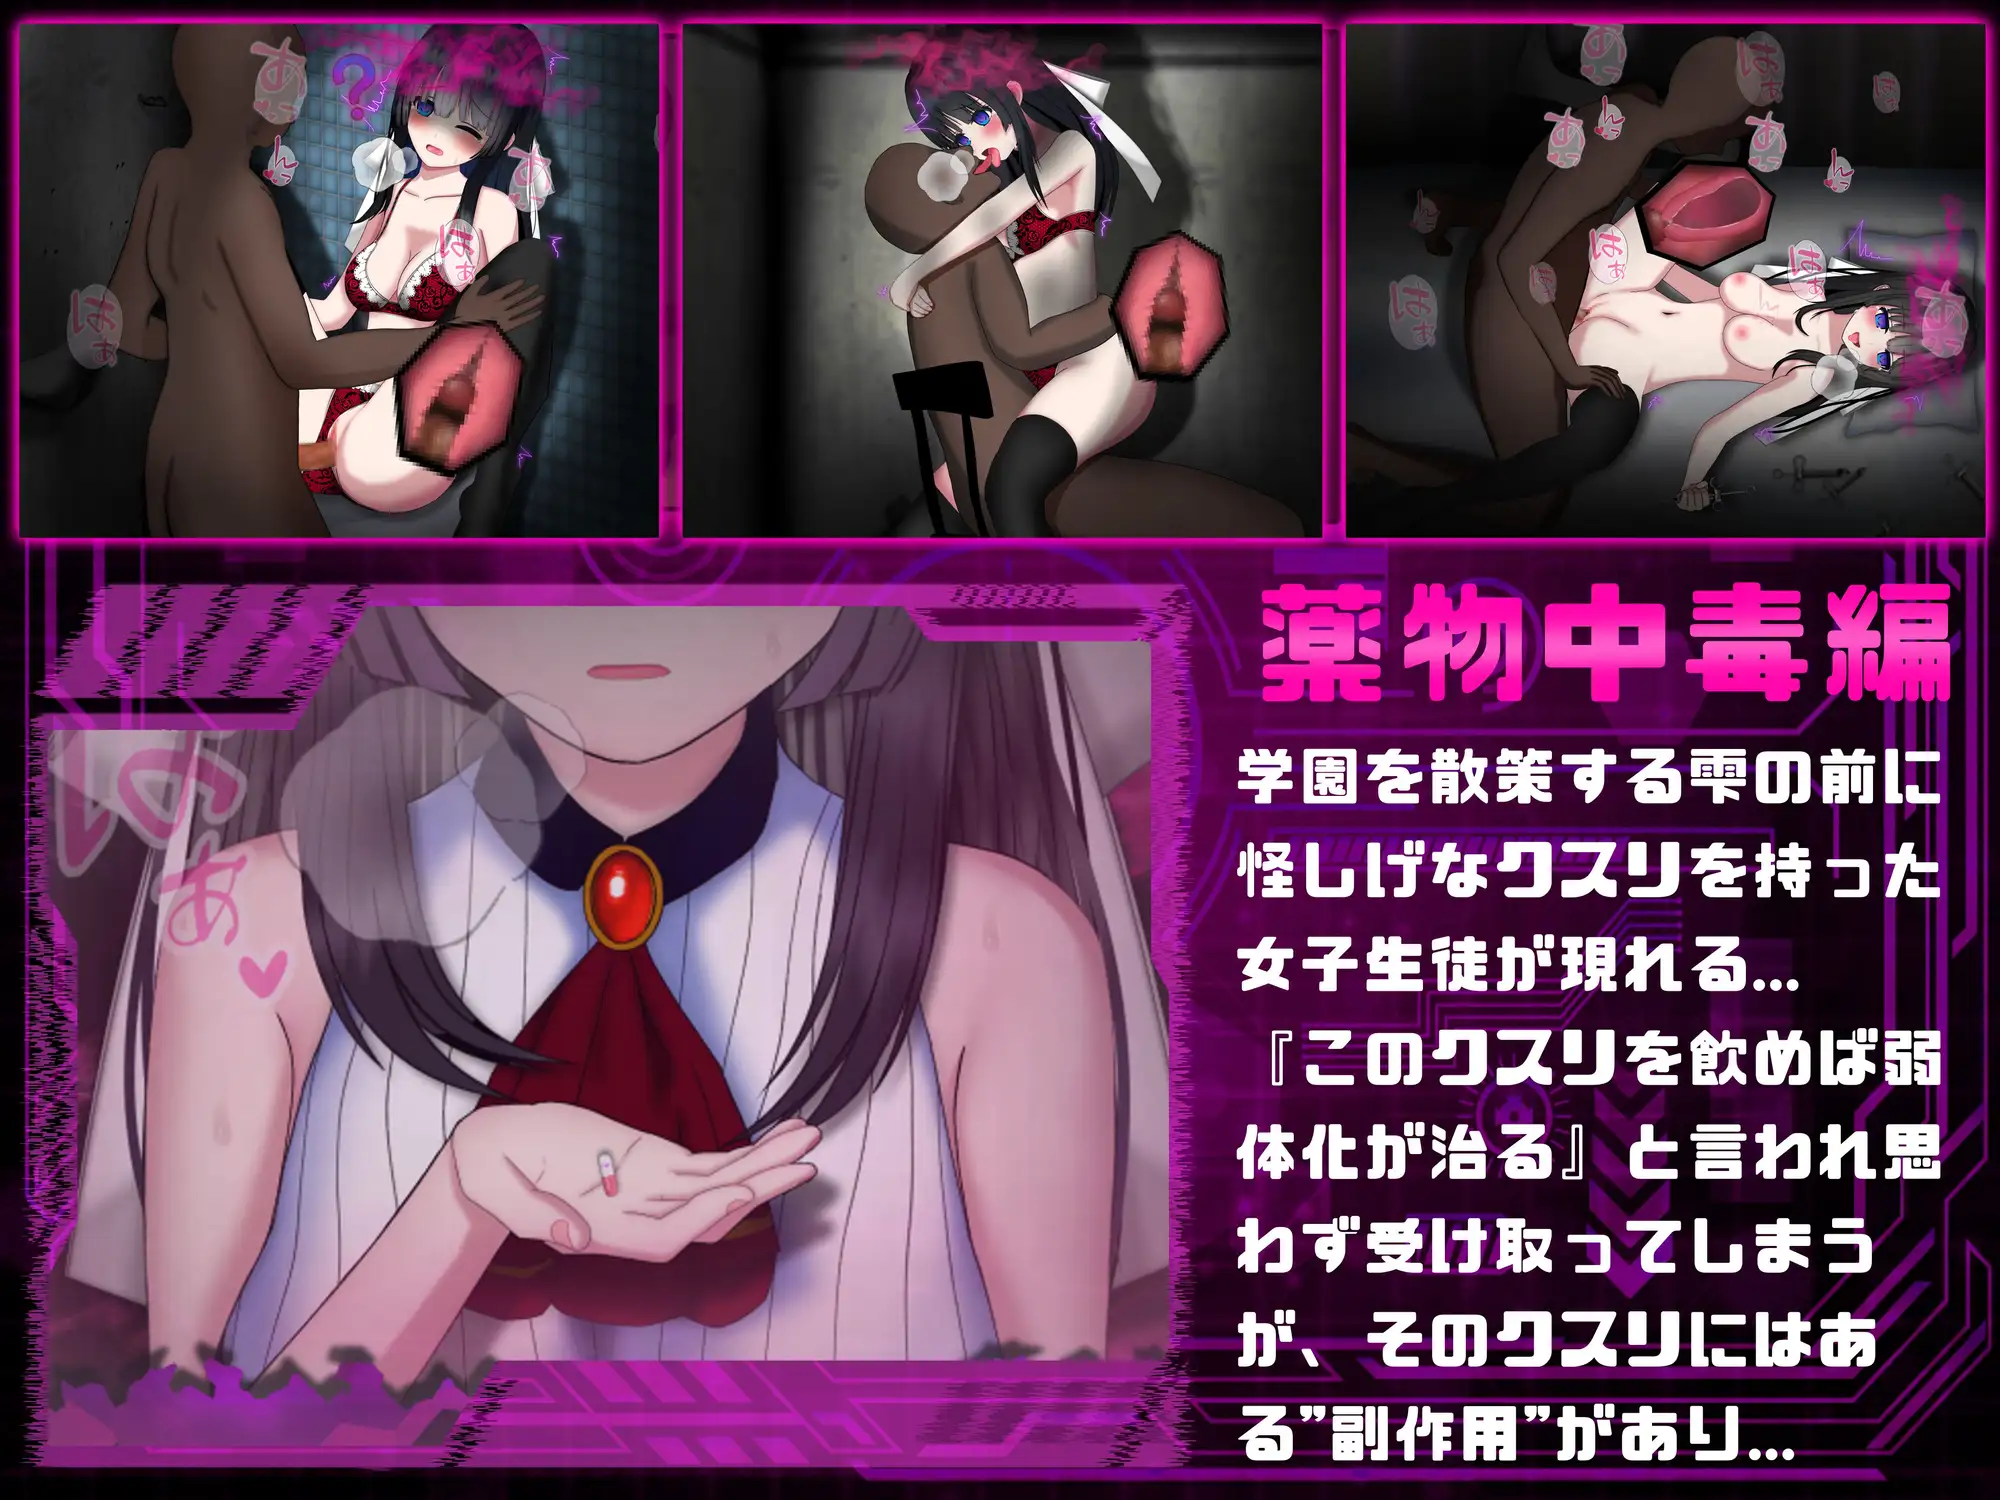 薬物中毒編
学園を散策する雫の前に
怪しげなクスリを持った
女子生徒が現れる...
『このクスリを飲めば弱
体化が治る』と言われ思
わず受け取ってしまう
が、そのクスリにはあ
る”副作用”があり...